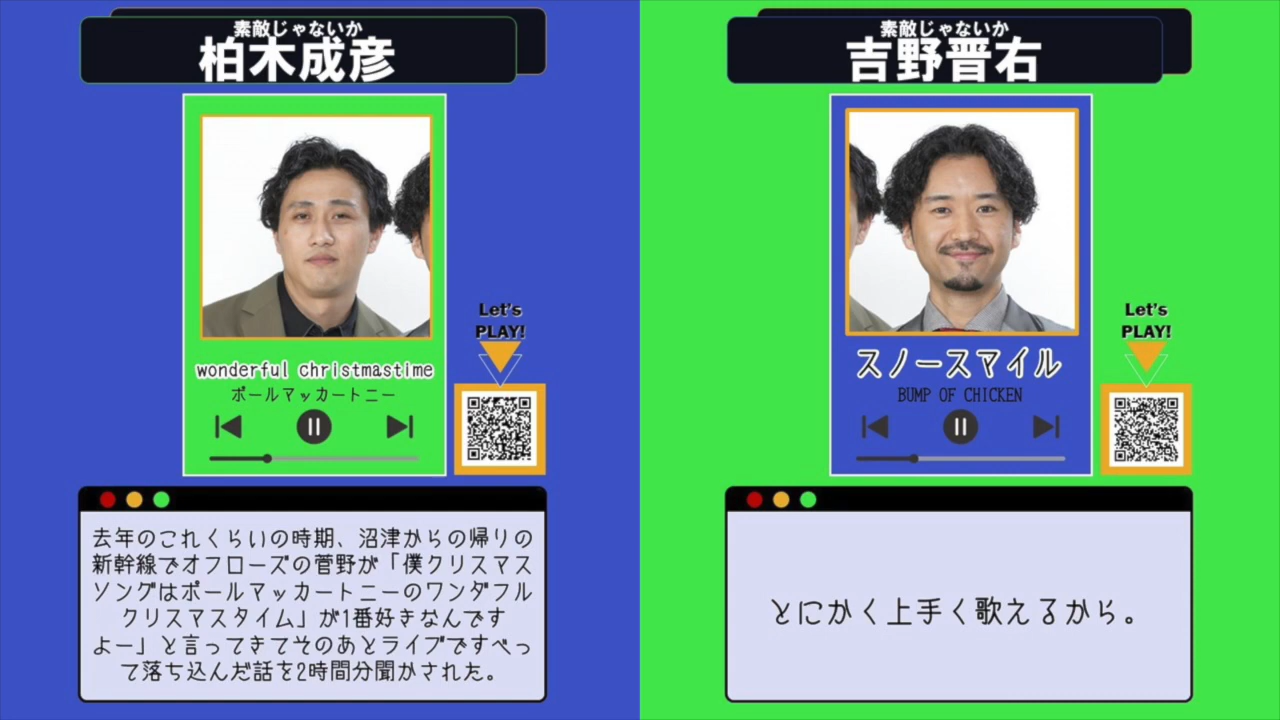 素敵じゃないか
柏木成彦
Let's
PLAY!
wonderful christmastime
ポールマッカートニー
去年のこれくらいの時期、沼津からの帰りの
新幹線でオフローズの菅野が「僕クリスマス
ソングはポールマッカートニーのワンダフル
クリスマスタイム」が1番好きなんです
よー」と言ってきてそのあとライブですべっ
て落ち込んだ話を2時間分聞かされた。
素敵じゃないか
吉野晋右
Let's
PLAY!
スノースマイル
BUMP OF CHICKEN
とにかく上手く歌えるから。